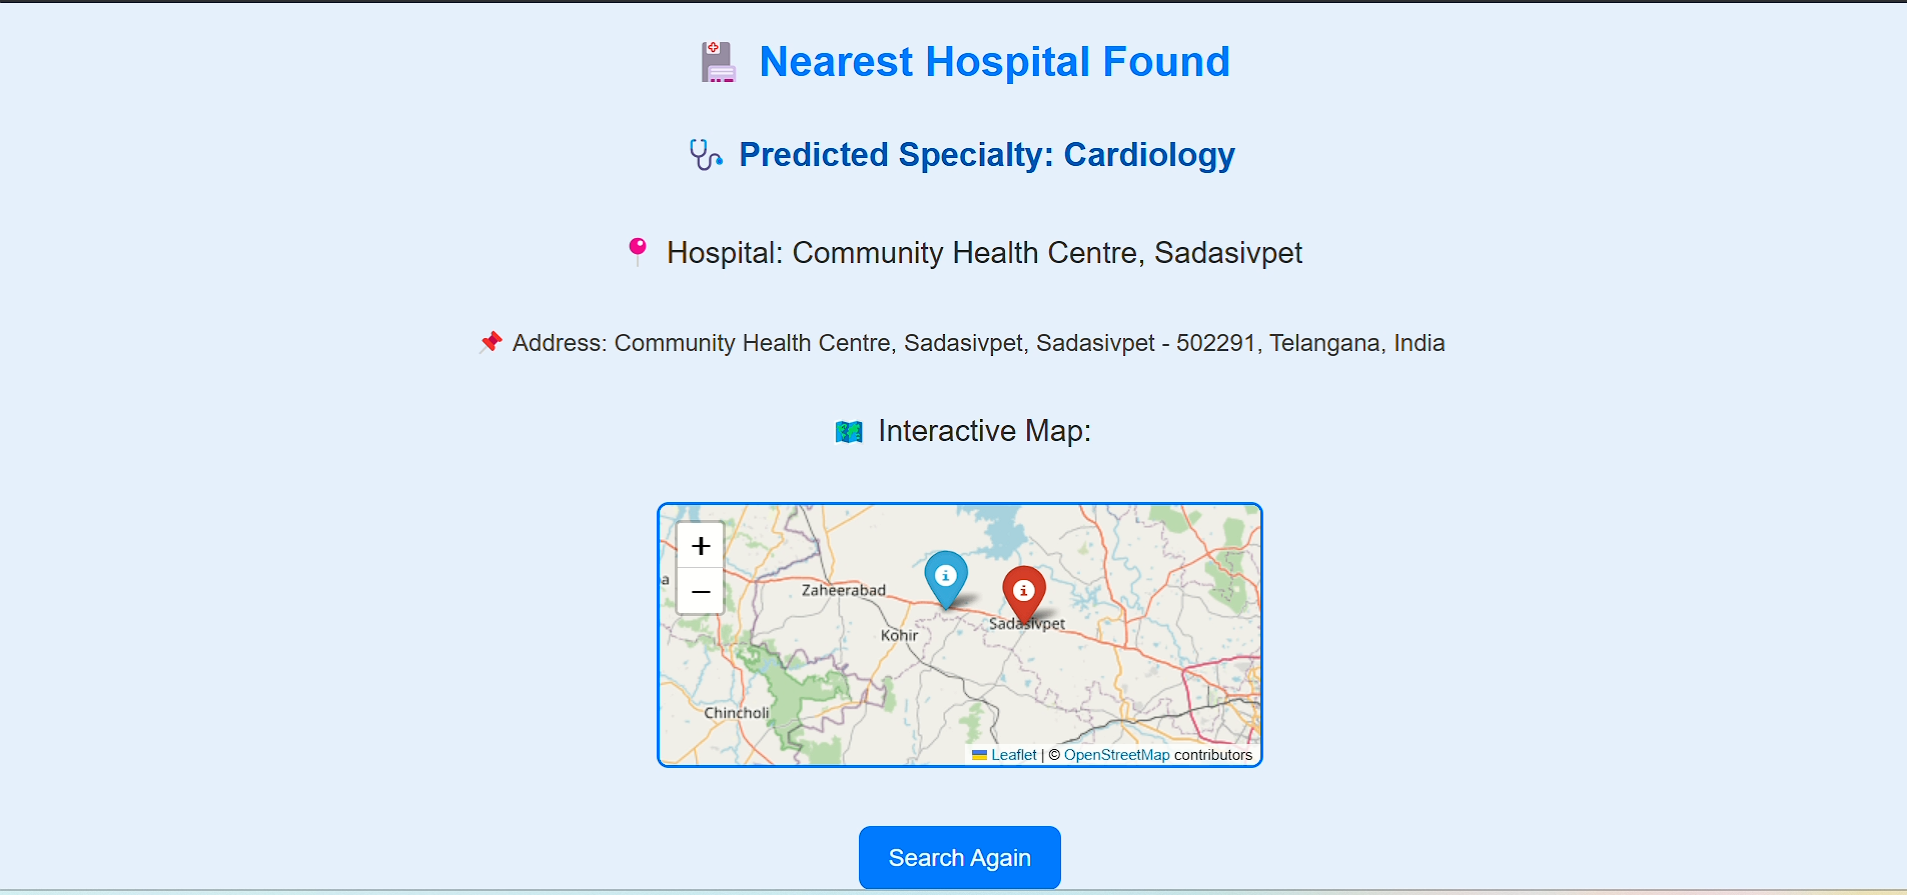 Nearest Hospital Found
Predicted Specialty: Cardiology
Hospital: Community Health Centre, Sadasivpet
Address: Community Health Centre, Sadasivpet, Sadasivpet - 502291, Telangana, India
Interactive Map:
+
−
a
Zaheerabad
Sadasivpet
Kohir
Chincholi
Leaflet | © OpenStreetMap contributors
Search Again